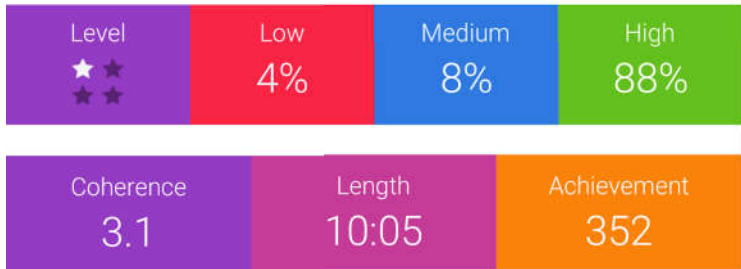 Level Low Medium High
4% 8% 88%
Coherence Length Achievement
3.1 10:05 352